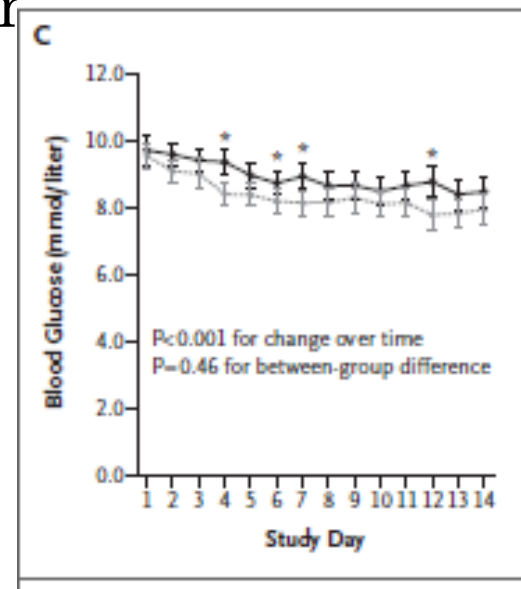 C
12.0
10.0
8.0
6.0
4.0
2.0
0.0
Blood Glucose (mmol/liter)
* * * *
P<0.001 for change over time
P=0.46 for between-group difference
1 2 3 4 5 6 7 8 9 10 11 12 13 14
Study Day